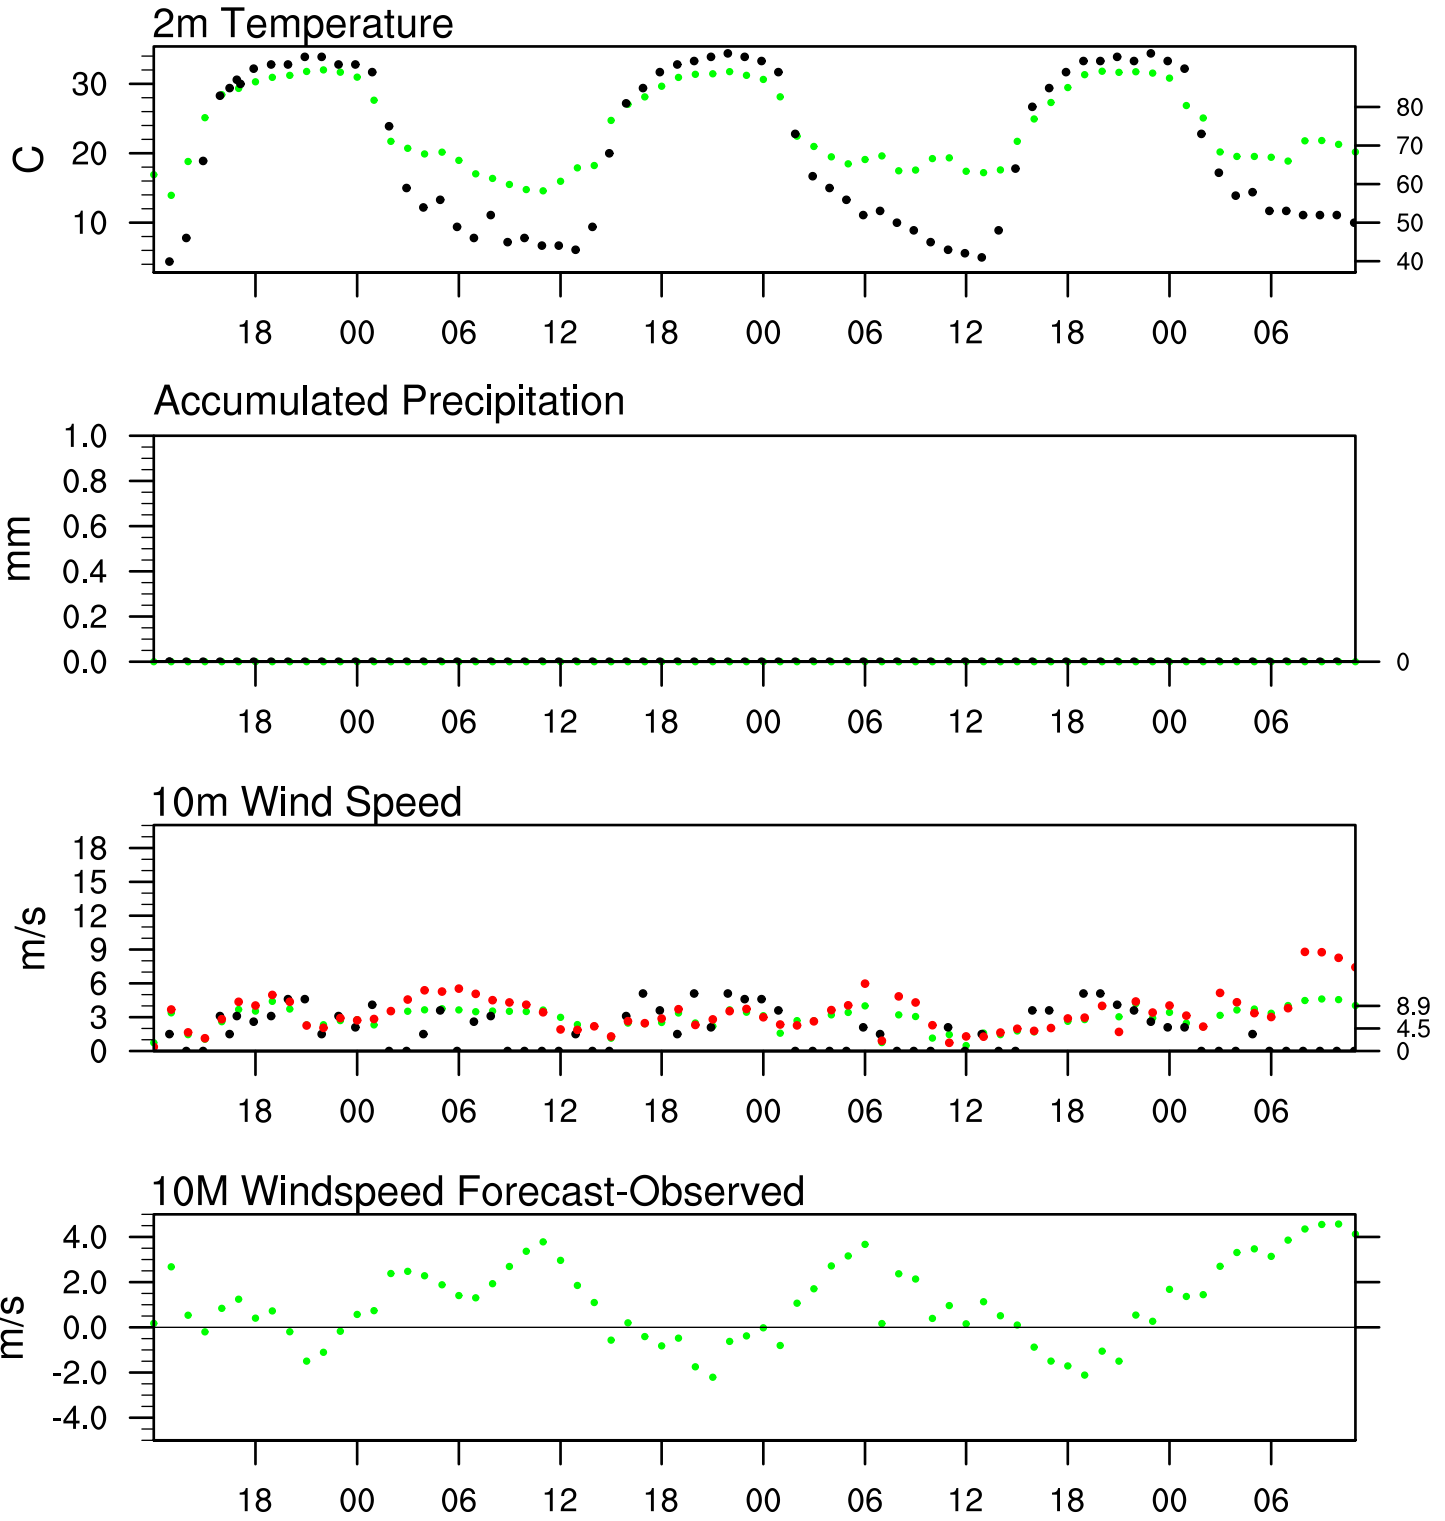 2m Temperature
C
30
20
10
80
70
60
50
40
18 00 06 12 18 00 06 12 18 00 06
Accumulated Precipitation
mm
1.0
0.8
0.6
0.4
0.2
0.0
0
18 00 06 12 18 00 06 12 18 00 06
10m Wind Speed
m/s
18
15
12
9
6
3
0
8.9
4.5
0
18 00 06 12 18 00 06 12 18 00 06
10M Windspeed Forecast-Observed
m/s
4.0
2.0
0.0
-2.0
-4.0
18 00 06 12 18 00 06 12 18 00 06